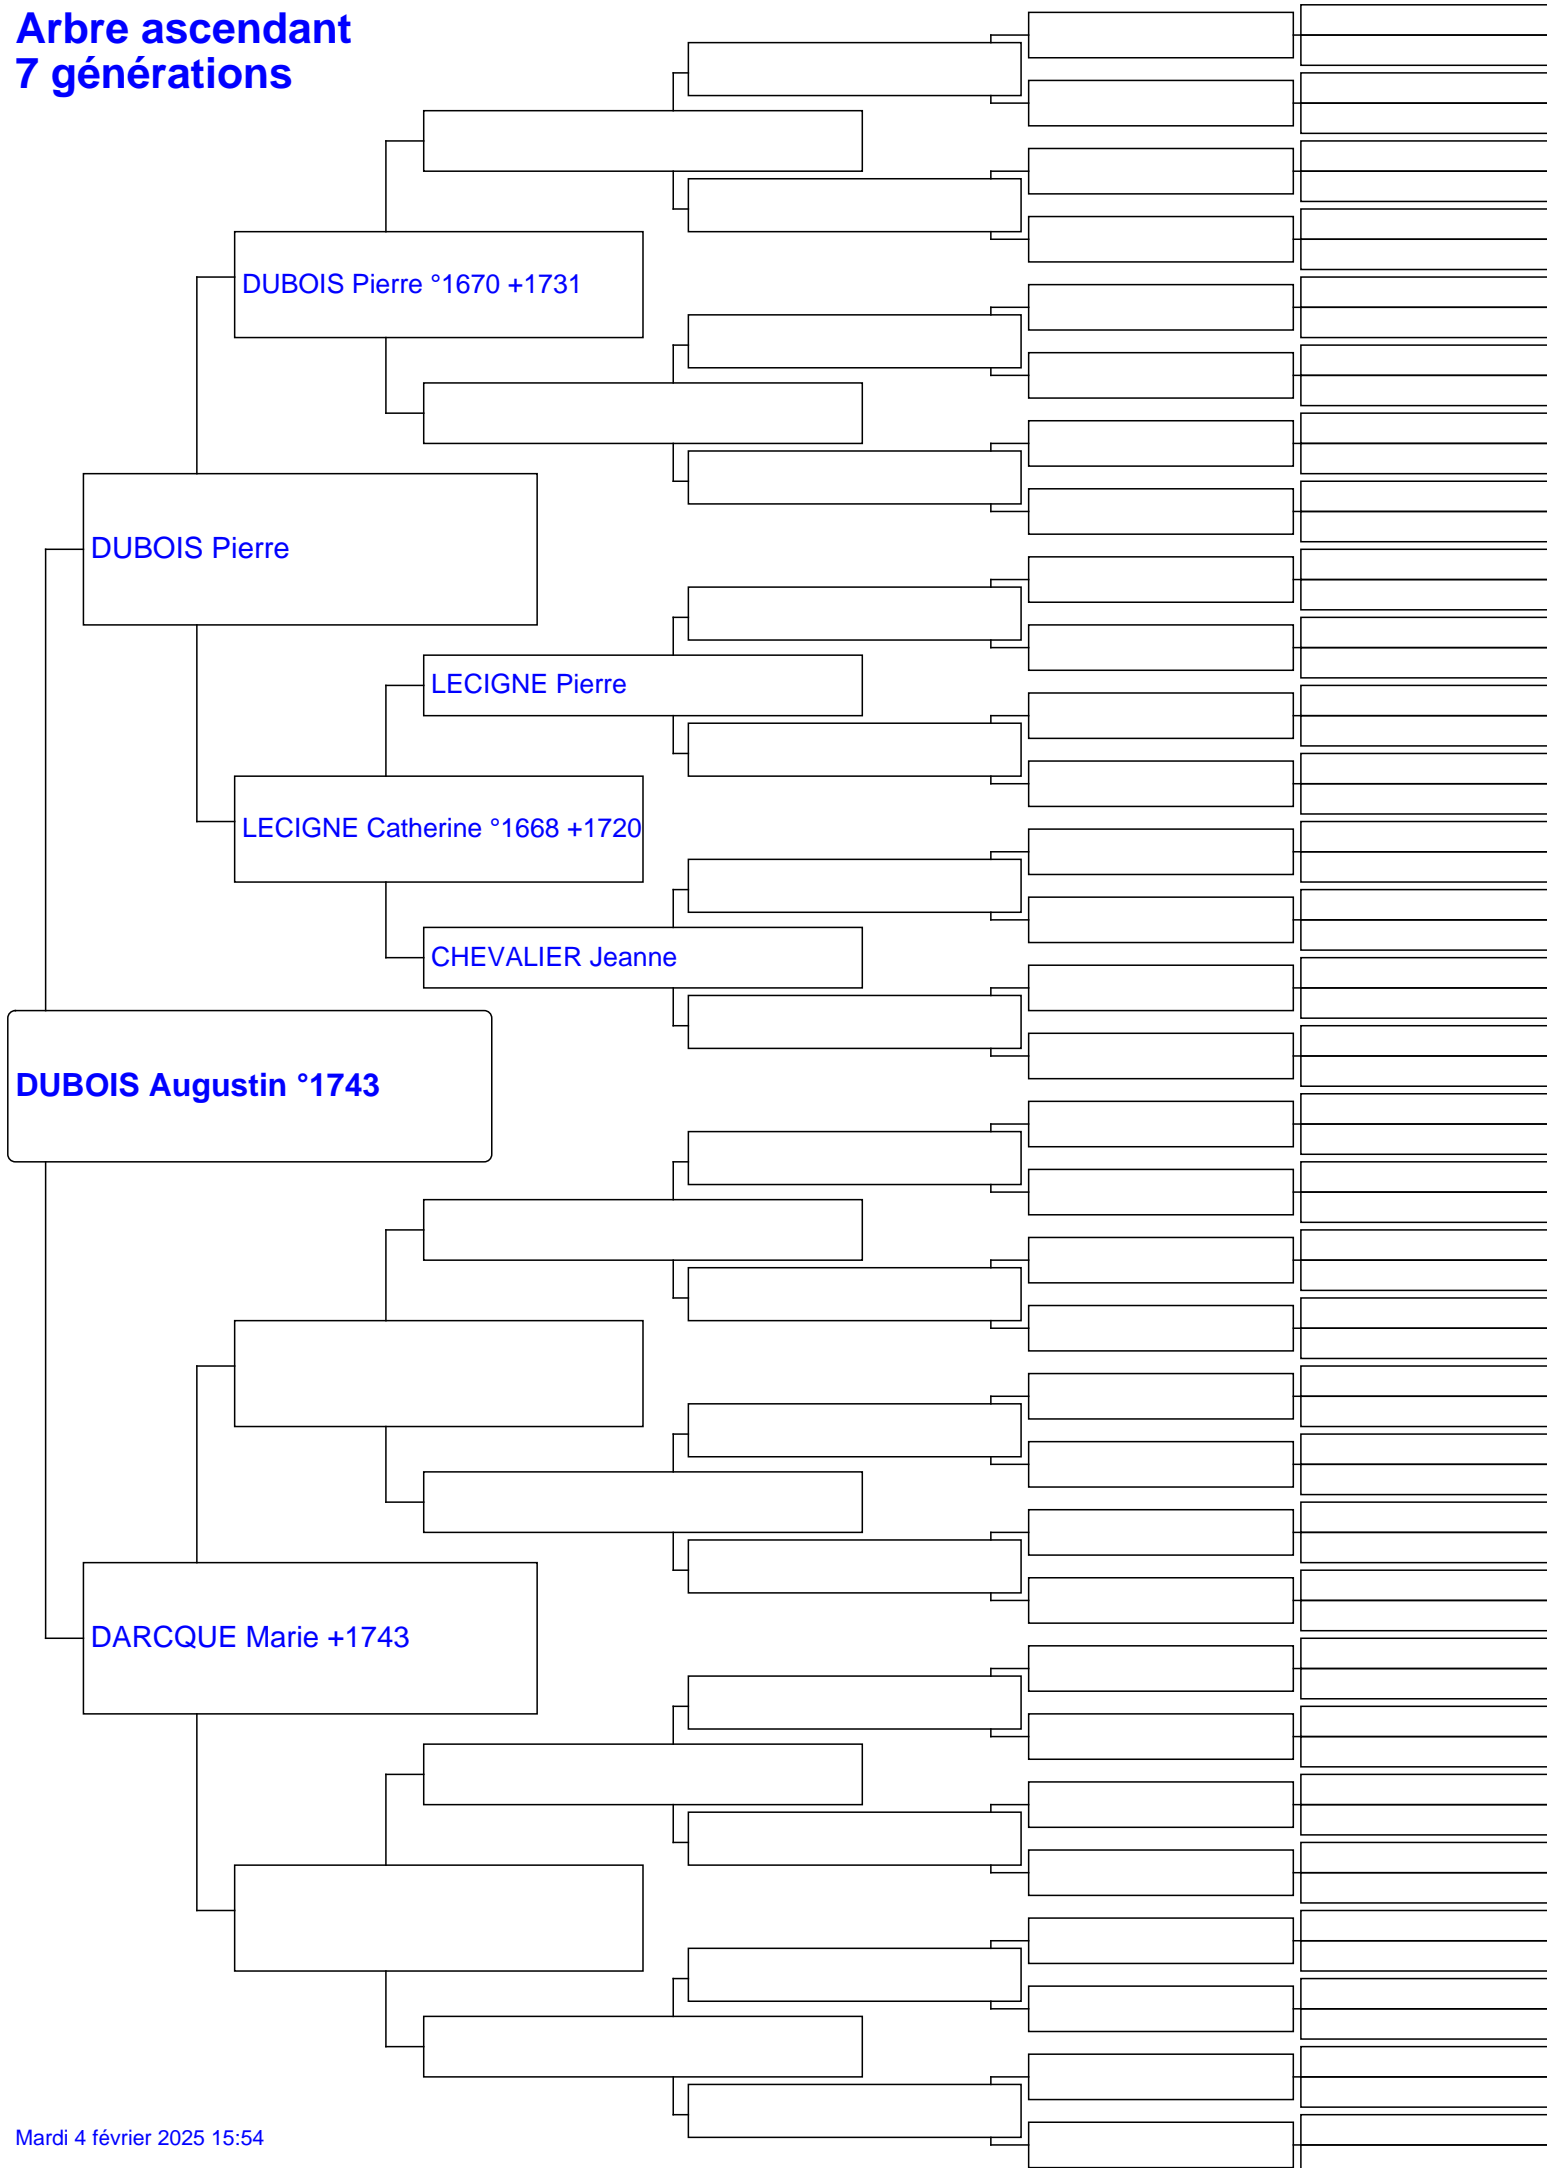 Arbre ascendant
7 générations
DUBOIS Pierre °1670 +1731
DUBOIS Pierre
LECIGNE Pierre
LECIGNE Catherine °1668 +1720
CHEVALIER Jeanne
DUBOIS Augustin °1743
DARCQUE Marie +1743
Mardi 4 février 2025 15:54